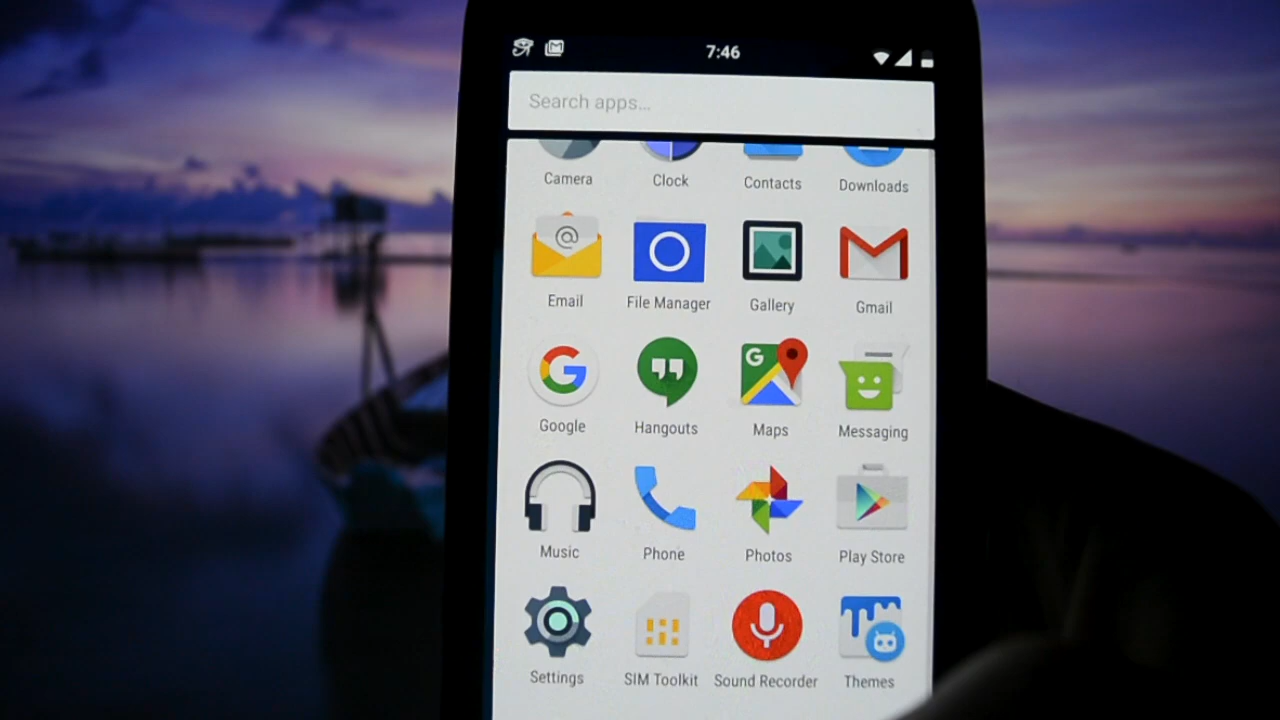 7:46
Search apps...
Camera Clock Contacts Downloads
Email File Manager Gallery Gmail
Google Hangouts Maps Messaging
Music Phone Photos Play Store
Settings SIM Toolkit Sound Recorder Themes